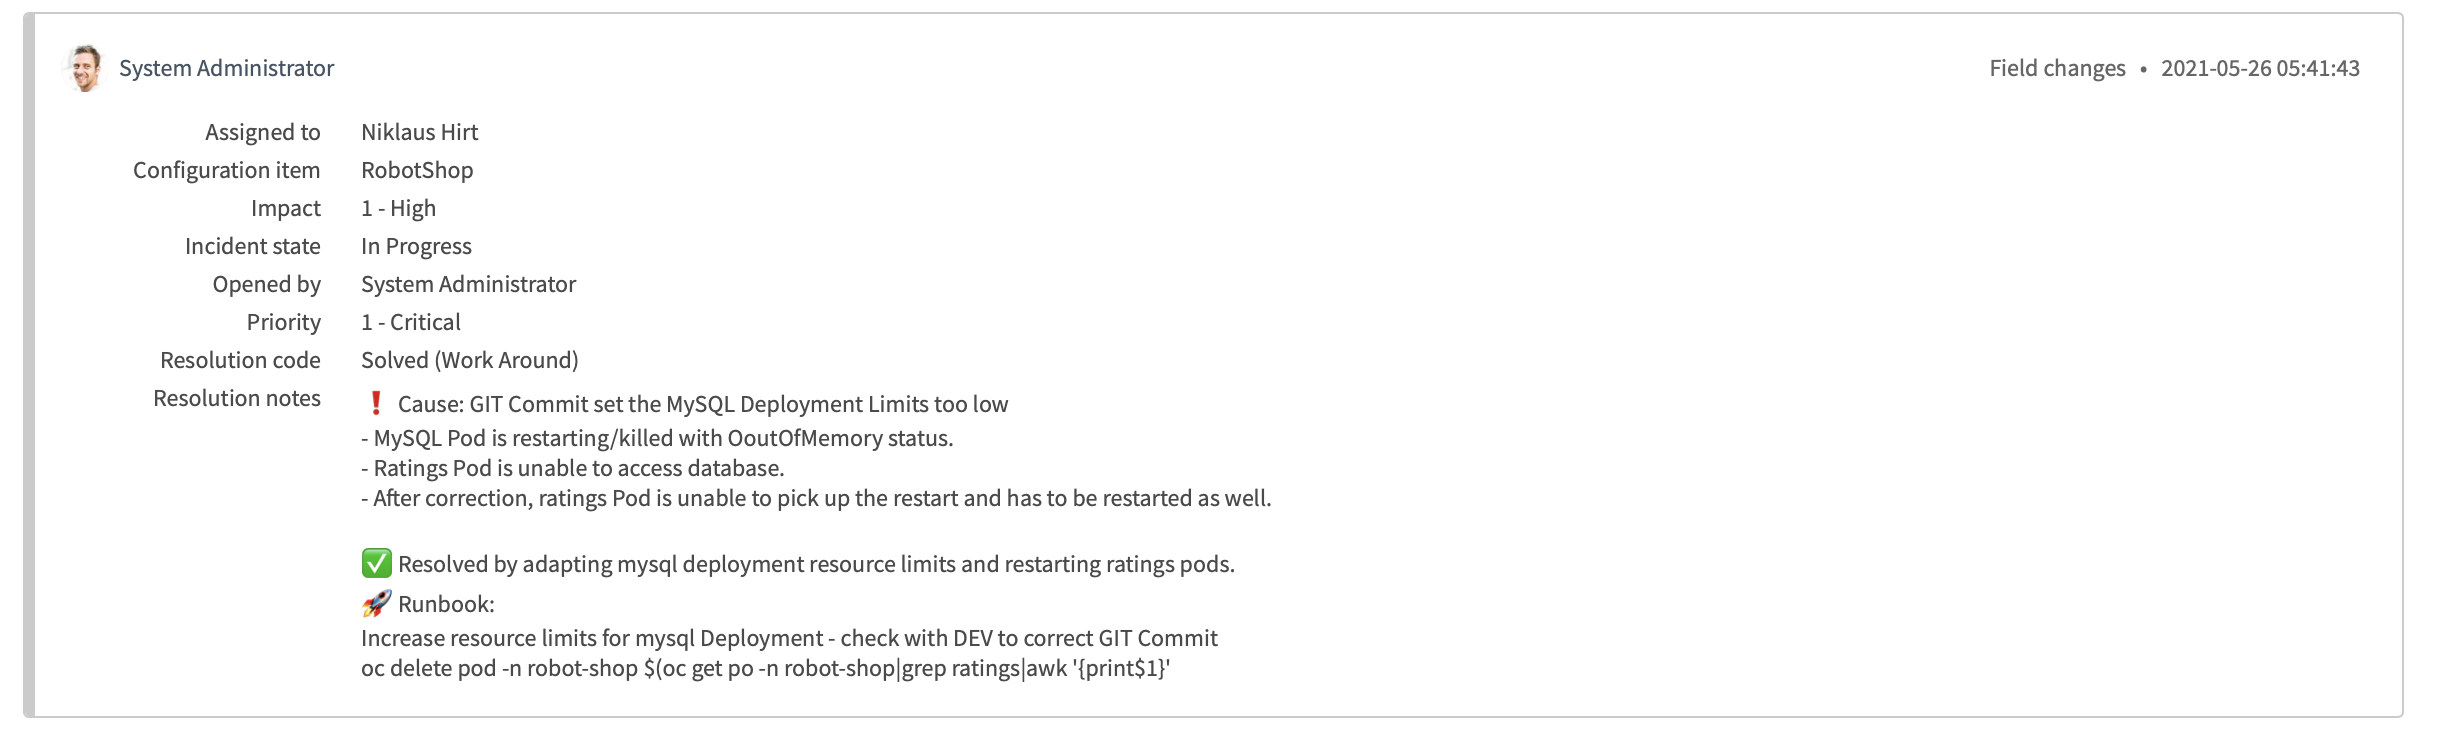 System Administrator
Field changes • 2021-05-26 05:41:43
Assigned to Niklaus Hirt
Configuration item RobotShop
Impact 1 - High
Incident state In Progress
Opened by System Administrator
Priority 1 - Critical
Resolution code Solved (Work Around)
Resolution notes ❗ Cause: GIT Commit set the MySQL Deployment Limits too low
- MySQL Pod is restarting/killed with OoutOfMemory status.
- Ratings Pod is unable to access database.
- After correction, ratings Pod is unable to pick up the restart and has to be restarted as well.
✅ Resolved by adapting mysql deployment resource limits and restarting ratings pods.
🚀 Runbook:
Increase resource limits for mysql Deployment - check with DEV to correct GIT Commit
oc delete pod -n robot-shop $(oc get po -n robot-shop|grep ratings|awk '{print$1}'